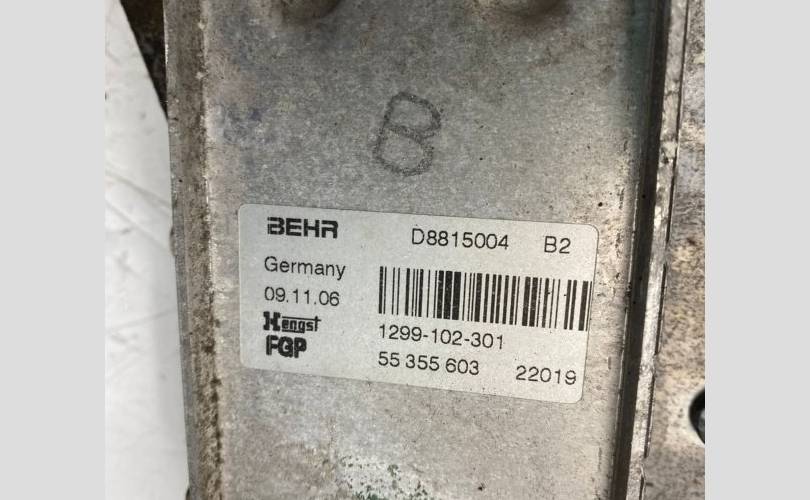 B
BEHR D8815004 B2
Germany
09.11.06
Hengst 1299-102-301
FGP 55 355 603 22019